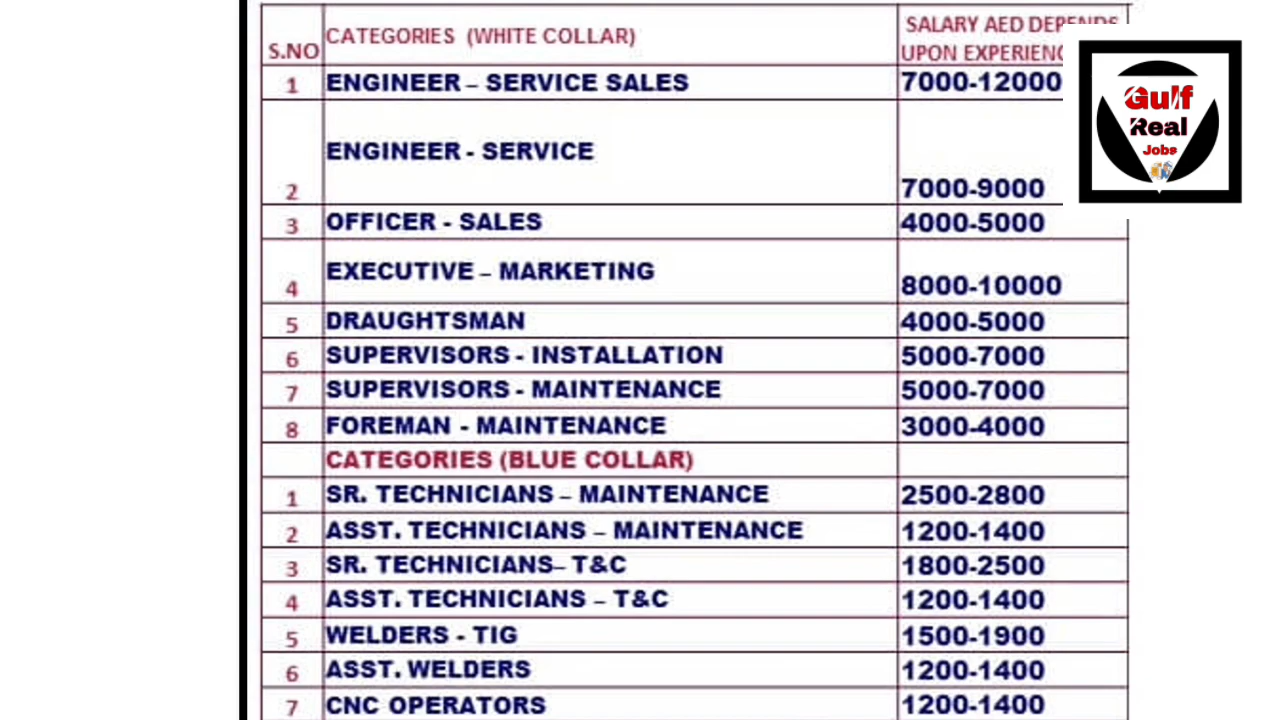 S.NO CATEGORIES (WHITE COLLAR) SALARY AED DEPENDS
UPON EXPERIENC
1 ENGINEER – SERVICE SALES 7000-12000
2 ENGINEER - SERVICE 7000-9000
3 OFFICER - SALES 4000-5000
4 EXECUTIVE – MARKETING 8000-10000
5 DRAUGHTSMAN 4000-5000
6 SUPERVISORS - INSTALLATION 5000-7000
7 SUPERVISORS - MAINTENANCE 5000-7000
8 FOREMAN - MAINTENANCE 3000-4000
CATEGORIES (BLUE COLLAR)
1 SR. TECHNICIANS – MAINTENANCE 2500-2800
2 ASST. TECHNICIANS – MAINTENANCE 1200-1400
3 SR. TECHNICIANS– T&C 1800-2500
4 ASST. TECHNICIANS – T&C 1200-1400
5 WELDERS - TIG 1500-1900
6 ASST. WELDERS 1200-1400
7 CNC OPERATORS 1200-1400
Gulf
Real
Jobs